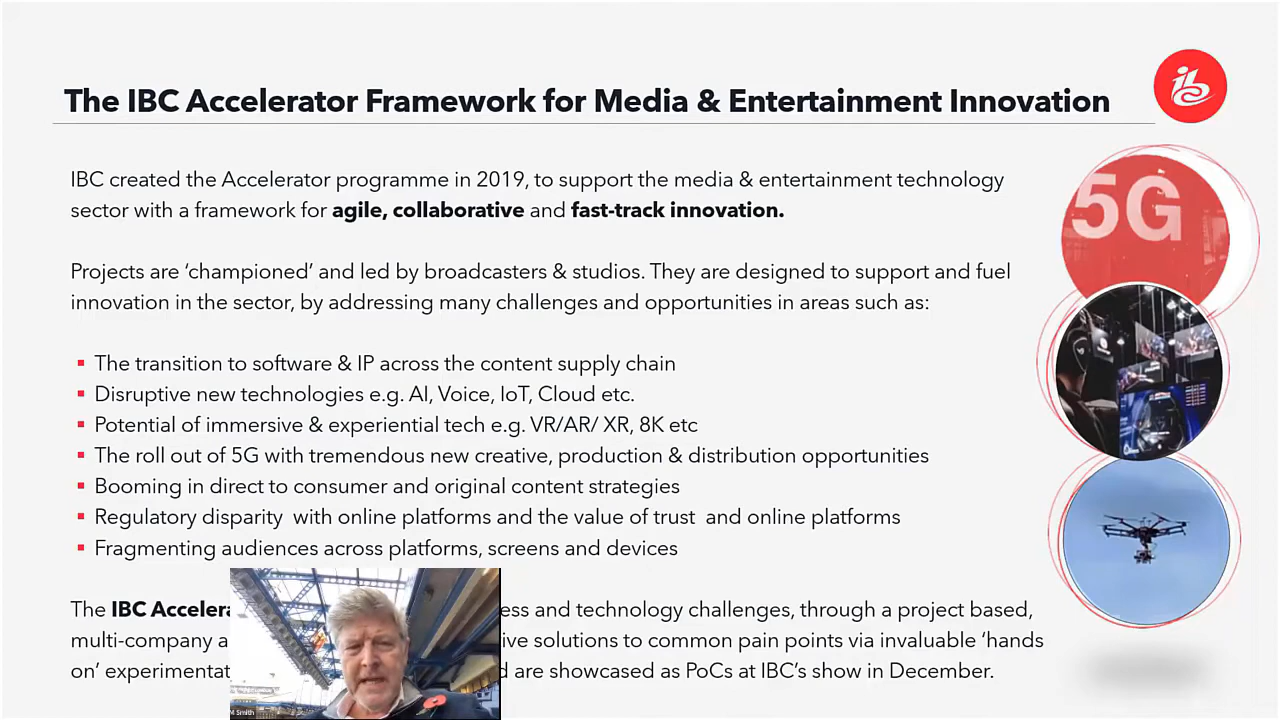 The IBC Accelerator Framework for Media & Entertainment Innovation
ibc
IBC created the Accelerator programme in 2019, to support the media & entertainment technology
sector with a framework for agile, collaborative and fast-track innovation.
5G
Projects are ‘championed’ and led by broadcasters & studios. They are designed to support and fuel
innovation in the sector, by addressing many challenges and opportunities in areas such as:
▪ The transition to software & IP across the content supply chain
▪ Disruptive new technologies e.g. AI, Voice, IoT, Cloud etc.
▪ Potential of immersive & experiential tech e.g. VR/AR/ XR, 8K etc
▪ The roll out of 5G with tremendous new creative, production & distribution opportunities
▪ Booming in direct to consumer and original content strategies
▪ Regulatory disparity with online platforms and the value of trust and online platforms
▪ Fragmenting audiences across platforms, screens and devices
The IBC Accelera ess and technology challenges, through a project based,
multi-company a ive solutions to common pain points via invaluable ‘hands
on’ experimentat d are showcased as PoCs at IBC’s show in December.
Smith